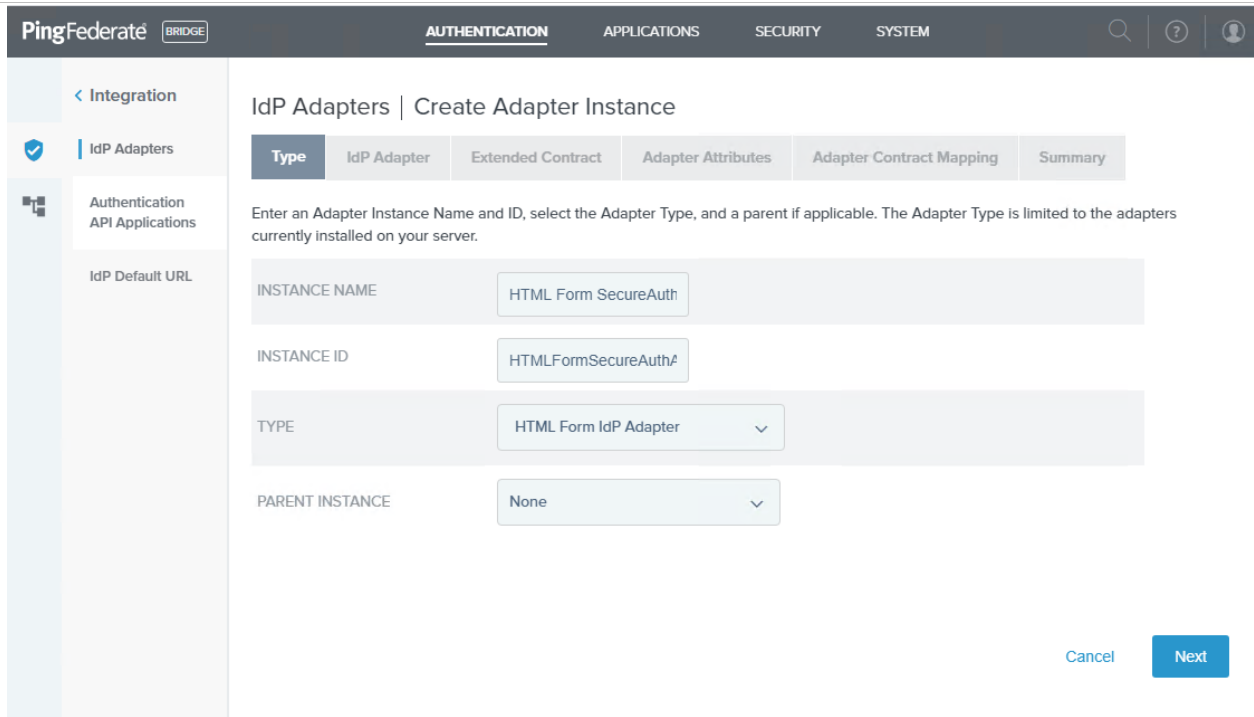 PingFederate BRIDGE
AUTHENTICATION APPLICATIONS SECURITY SYSTEM
?
< Integration
IdP Adapters
Authentication
API Applications
IdP Default URL
IdP Adapters | Create Adapter Instance
Type IdP Adapter Extended Contract Adapter Attributes Adapter Contract Mapping Summary
Enter an Adapter Instance Name and ID, select the Adapter Type, and a parent if applicable. The Adapter Type is limited to the adapters
currently installed on your server.
INSTANCE NAME HTML Form SecureAuth
INSTANCE ID HTMLFormSecureAuthA
TYPE HTML Form IdP Adapter
PARENT INSTANCE None
Cancel Next